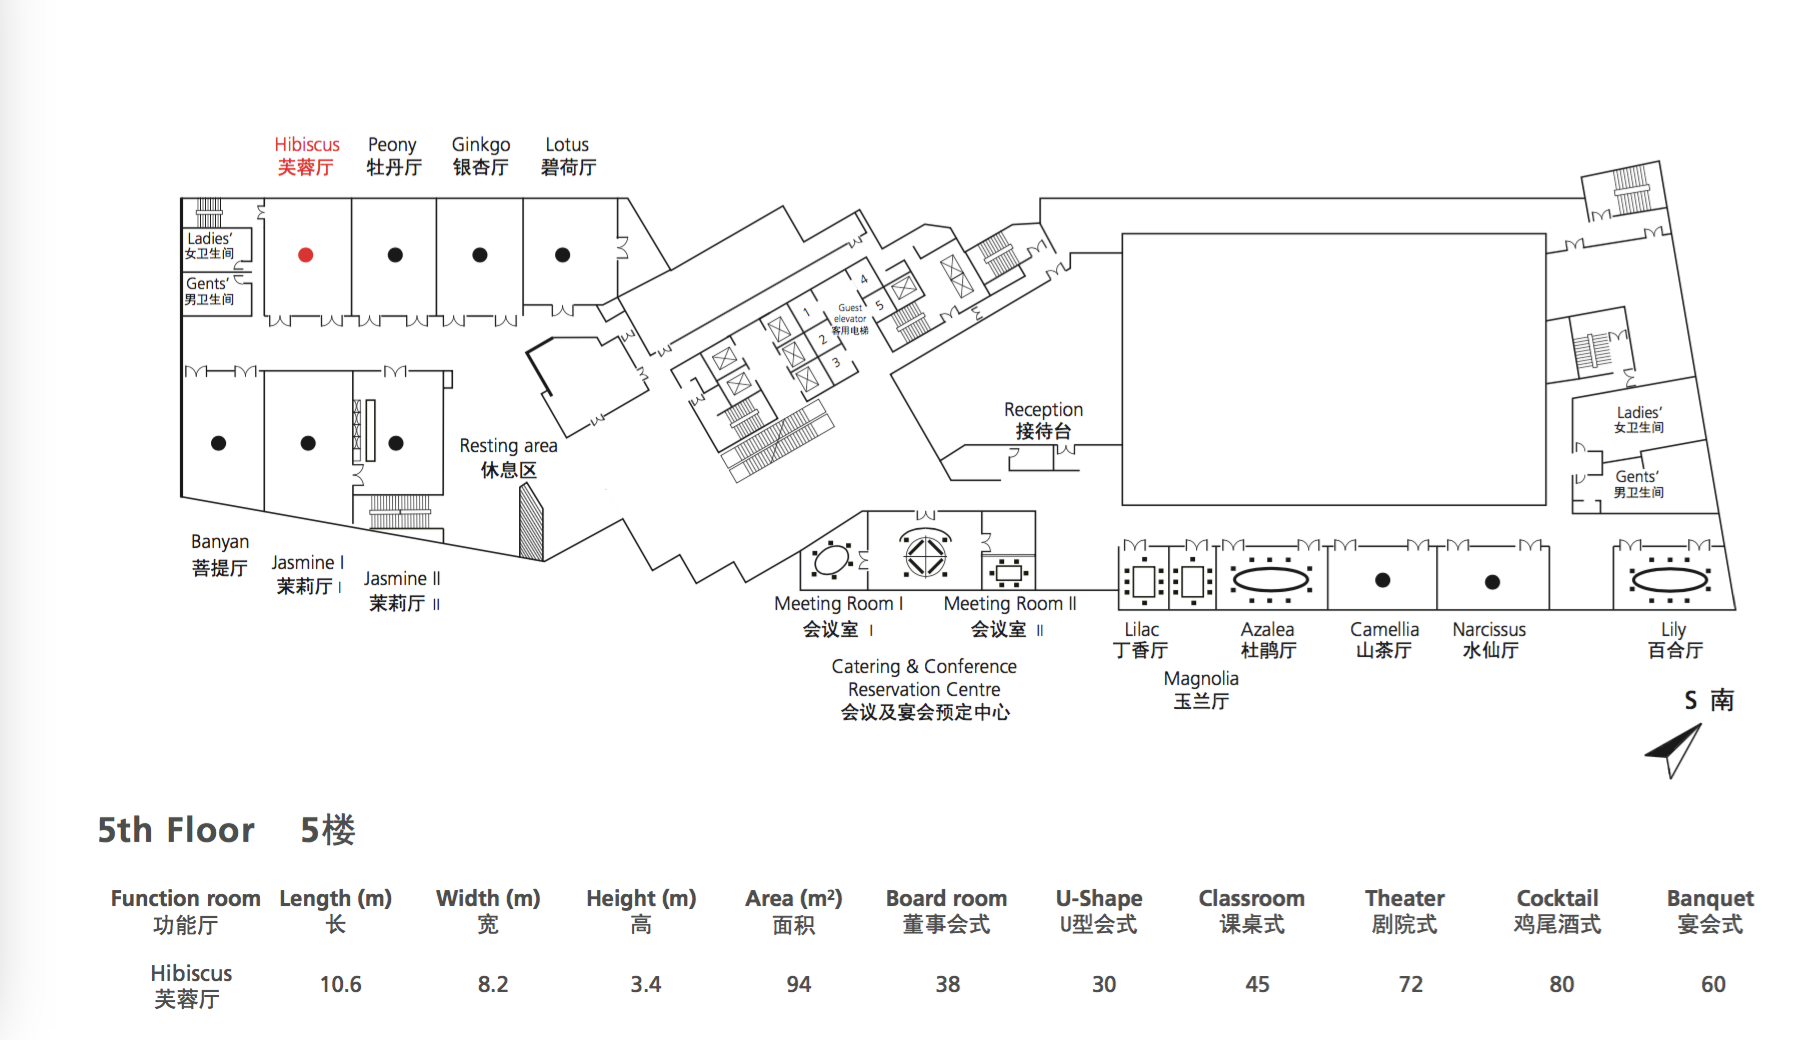 Hibiscus
芙蓉厅
Peony
牡丹厅
Ginkgo
银杏厅
Lotus
碧荷厅
Ladies'
女卫生间
Gents'
男卫生间
1
2
3
4
5
Guest
elevator
客用电梯
Reception
接待台
Resting area
休息区
Ladies'
女卫生间
Gents'
男卫生间
Banyan
菩提厅
Jasmine I
茉莉厅 I
Jasmine II
茉莉厅 II
Meeting Room I
会议室 I
Meeting Room II
会议室 II
Catering & Conference
Reservation Centre
会议及宴会预定中心
Lilac
丁香厅
Magnolia
玉兰厅
Azalea
杜鹃厅
Camellia
山茶厅
Narcissus
水仙厅
Lily
百合厅
S 南
5th Floor 5楼
Function room Length (m) Width (m) Height (m) Area (m²) Board room U-Shape Classroom Theater Cocktail Banquet
功能厅 长 宽 高 面积 董事会式 U型会式 课桌式 剧院式 鸡尾酒式 宴会式
Hibiscus
芙蓉厅 10.6 8.2 3.4 94 38 30 45 72 80 60